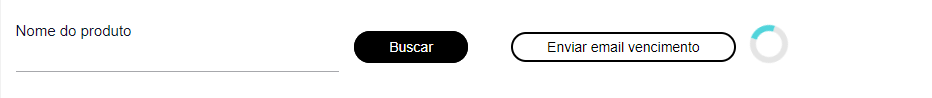 Nome do produto
Buscar
Enviar email vencimento